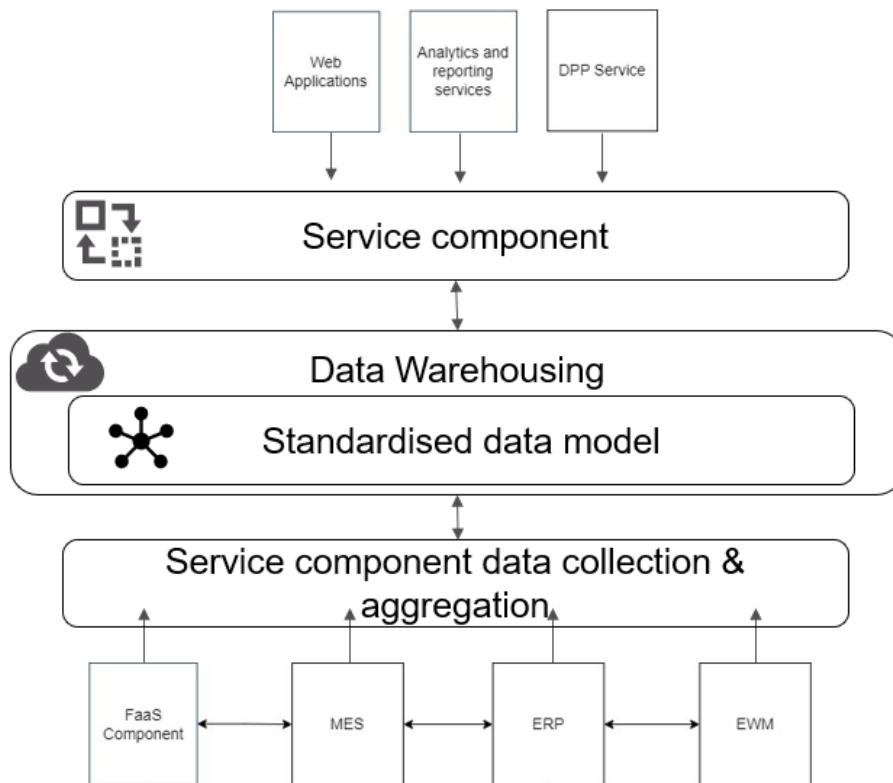 Web
Applications
Analytics and
reporting
services
DPP Service
Service component
Data Warehousing
Standardised data model
Service component data collection &
aggregation
FaaS
Component
MES
ERP
EWM